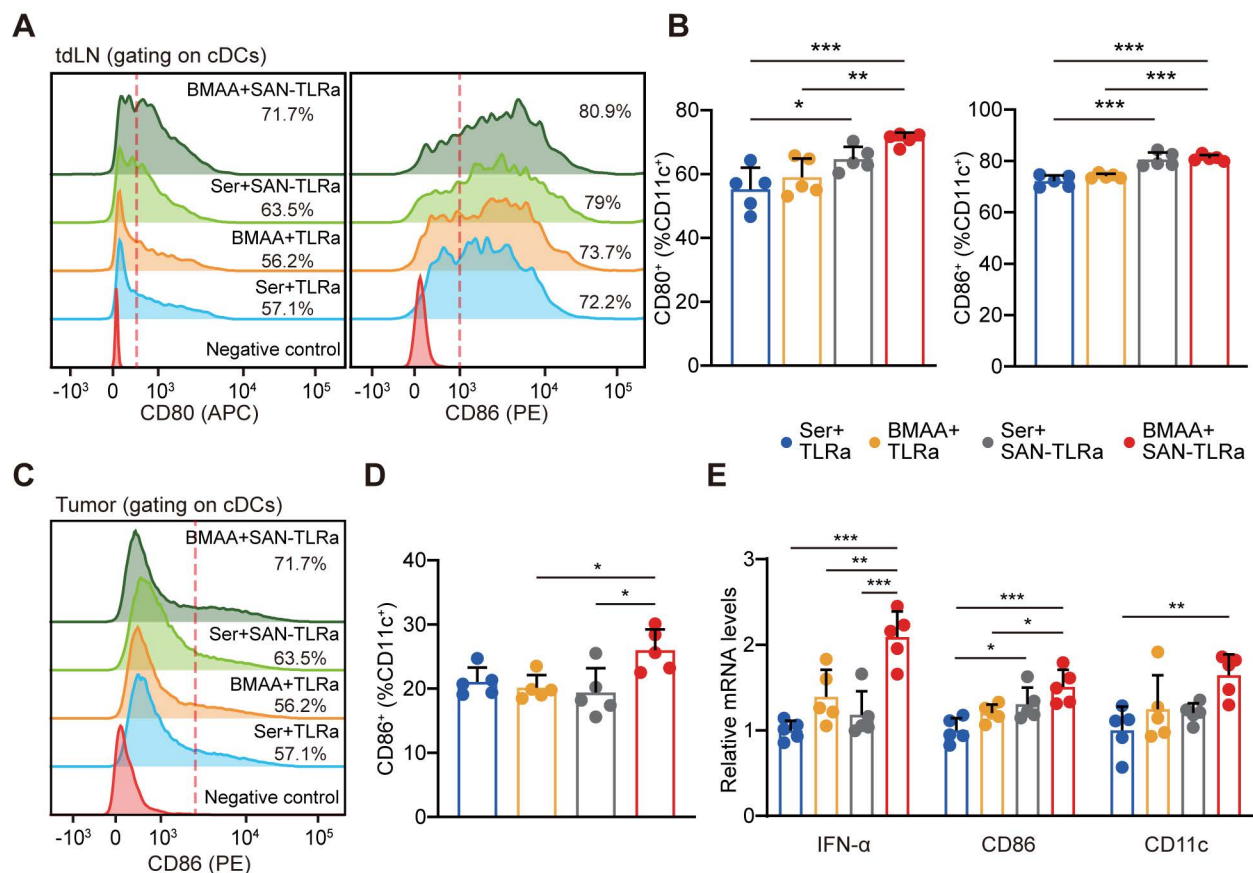 A
tdLN (gating on cDCs)
BMAA+SAN-TLRa
71.7%
Ser+SAN-TLRa
63.5%
BMAA+TLRa
56.2%
Ser+TLRa
57.1%
Negative control
-10³ 0 10³ 10⁴ 10⁵
CD80 (APC)
80.9%
79%
73.7%
72.2%
-10³ 0 10³ 10⁴ 10⁵
CD86 (PE)
B
CD80⁺ (%CD11c⁺)
80
60
40
20
0
***
**
*
CD86⁺ (%CD11c⁺)
100
80
60
40
20
0
***
***
***
Ser+
TLRa
BMAA+
TLRa
Ser+
SAN-TLRa
BMAA+
SAN-TLRa
C
Tumor (gating on cDCs)
BMAA+SAN-TLRa
71.7%
Ser+SAN-TLRa
63.5%
BMAA+TLRa
56.2%
Ser+TLRa
57.1%
Negative control
-10³ 0 10³ 10⁴ 10⁵
CD86 (PE)
D
CD86⁺ (%CD11c⁺)
40
30
20
10
0
*
*
E
Relative mRNA levels
3
2
1
0
***
**
***
***
*
*
**
IFN-α CD86 CD11c